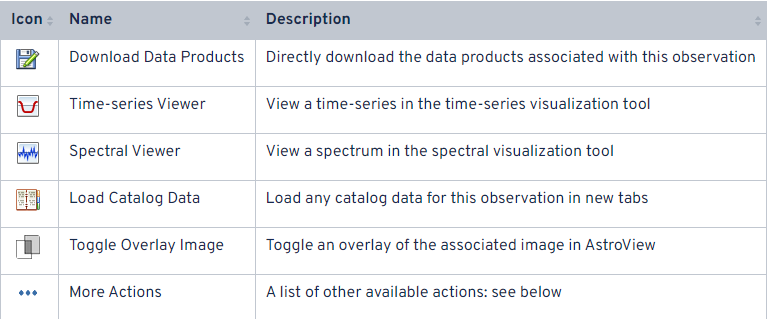 Icon Name Description
Download Data Products Directly download the data products associated with this observation
Time-series Viewer View a time-series in the time-series visualization tool
Spectral Viewer View a spectrum in the spectral visualization tool
Load Catalog Data Load any catalog data for this observation in new tabs
Toggle Overlay Image Toggle an overlay of the associated image in AstroView
More Actions A list of other available actions: see below